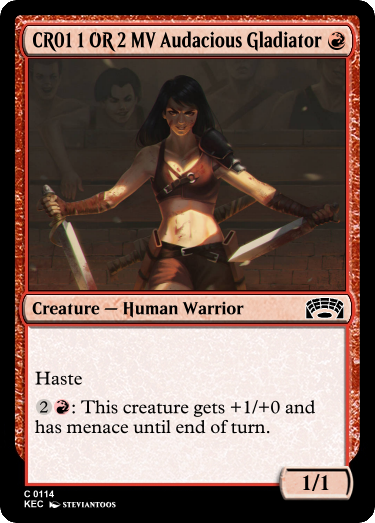 CR01 1 OR 2 MV Audacious Gladiator
Creature — Human Warrior
Haste
2 : This creature gets +1/+0 and
has menace until end of turn.
1/1
C 0114
KEC STEVIANTOOS